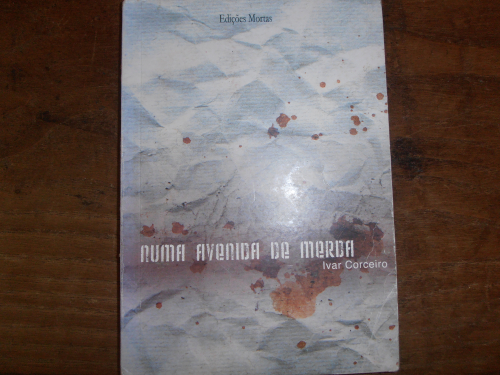 Edições Mortas
NUMA AVENIDA DE MERDA
Ivar Corceiro